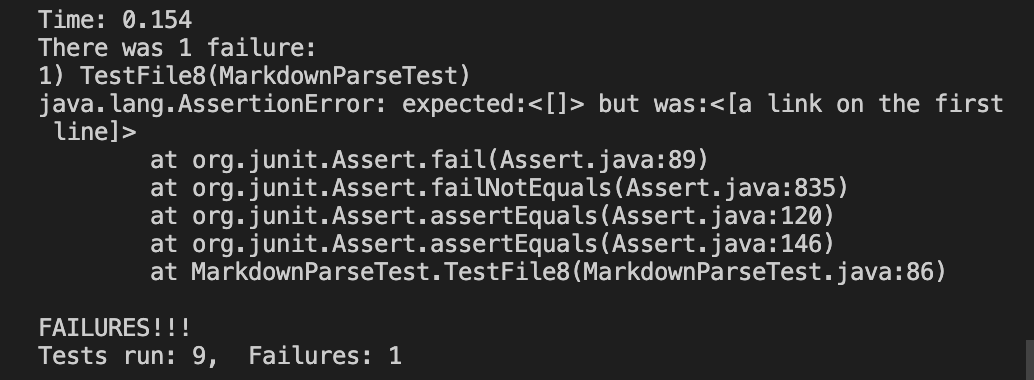 Time: 0.154
There was 1 failure:
1) TestFile8(MarkdownParseTest)
java.lang.AssertionError: expected:<[]> but was:<[a link on the first
 line]>
        at org.junit.Assert.fail(Assert.java:89)
        at org.junit.Assert.failNotEquals(Assert.java:835)
        at org.junit.Assert.assertEquals(Assert.java:120)
        at org.junit.Assert.assertEquals(Assert.java:146)
        at MarkdownParseTest.TestFile8(MarkdownParseTest.java:86)

FAILURES!!!
Tests run: 9,  Failures: 1